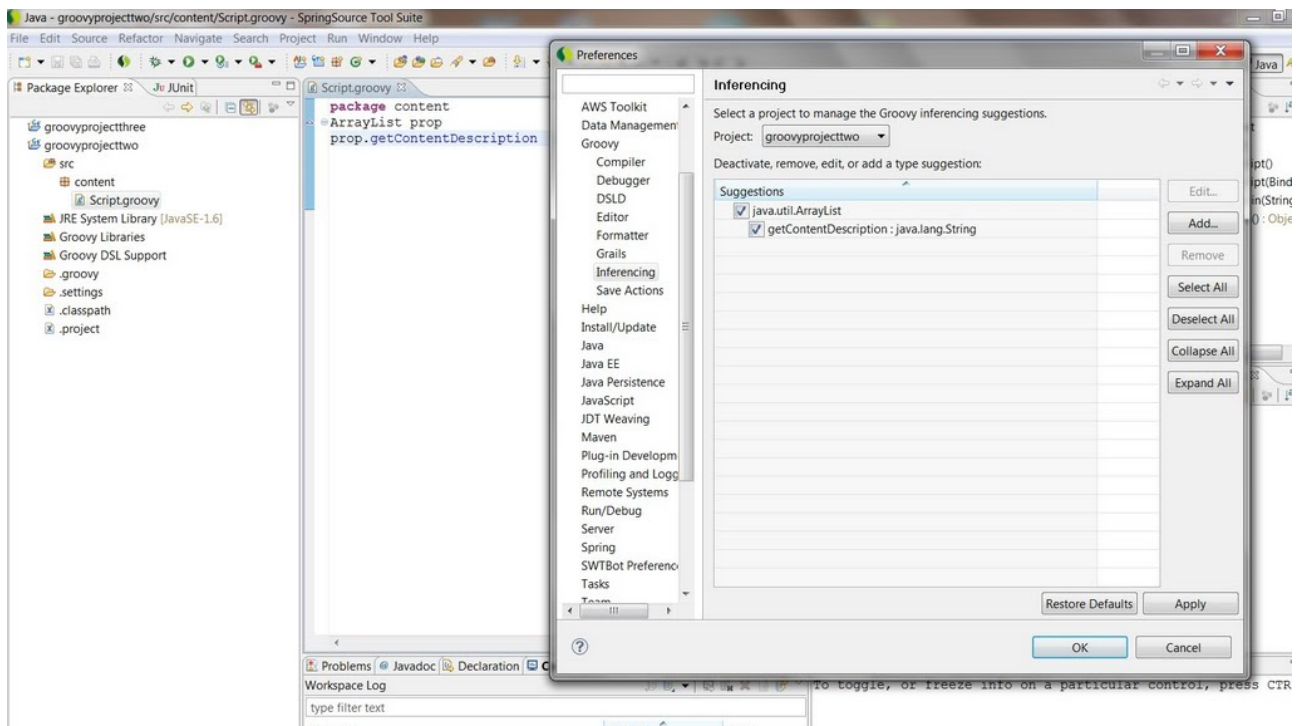 Java - groovyprojecttwo/src/content/Script.groovy - SpringSource Tool Suite
File Edit Source Refactor Navigate Search Project Run Window Help
Java
Package Explorer JUnit
groovyprojectthree
groovyprojecttwo
src
content
Script.groovy
JRE System Library [JavaSE-1.6]
Groovy Libraries
Groovy DSL Support
.groovy
.settings
.classpath
.project
Script.groovy
package content
ArrayList prop
prop.getContentDescription
Preferences
AWS Toolkit
Data Management
Groovy
Compiler
Debugger
DSLD
Editor
Formatter
Grails
Inferencing
Save Actions
Help
Install/Update
Java
Java EE
Java Persistence
JavaScript
JDT Weaving
Maven
Plug-in Developm
Profiling and Logg
Remote Systems
Run/Debug
Server
Spring
SWTBot Preferenc
Tasks
Team
Inferencing
Select a project to manage the Groovy inferencing suggestions.
Project: groovyprojecttwo
Deactivate, remove, edit, or add a type suggestion:
Suggestions
java.util.ArrayList
getContentDescription : java.lang.String
Edit...
Add...
Remove
Select All
Deselect All
Collapse All
Expand All
Restore Defaults Apply
OK Cancel
ipt()
ipt(Bind
in(String
() : Obje
Problems Javadoc Declaration
Workspace Log
type filter text
To toggle, or freeze info on a particular control, press CTR